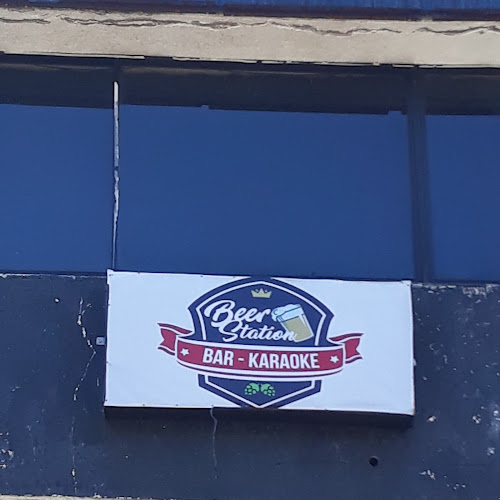 Beer
Station
BAR - KARAOKE